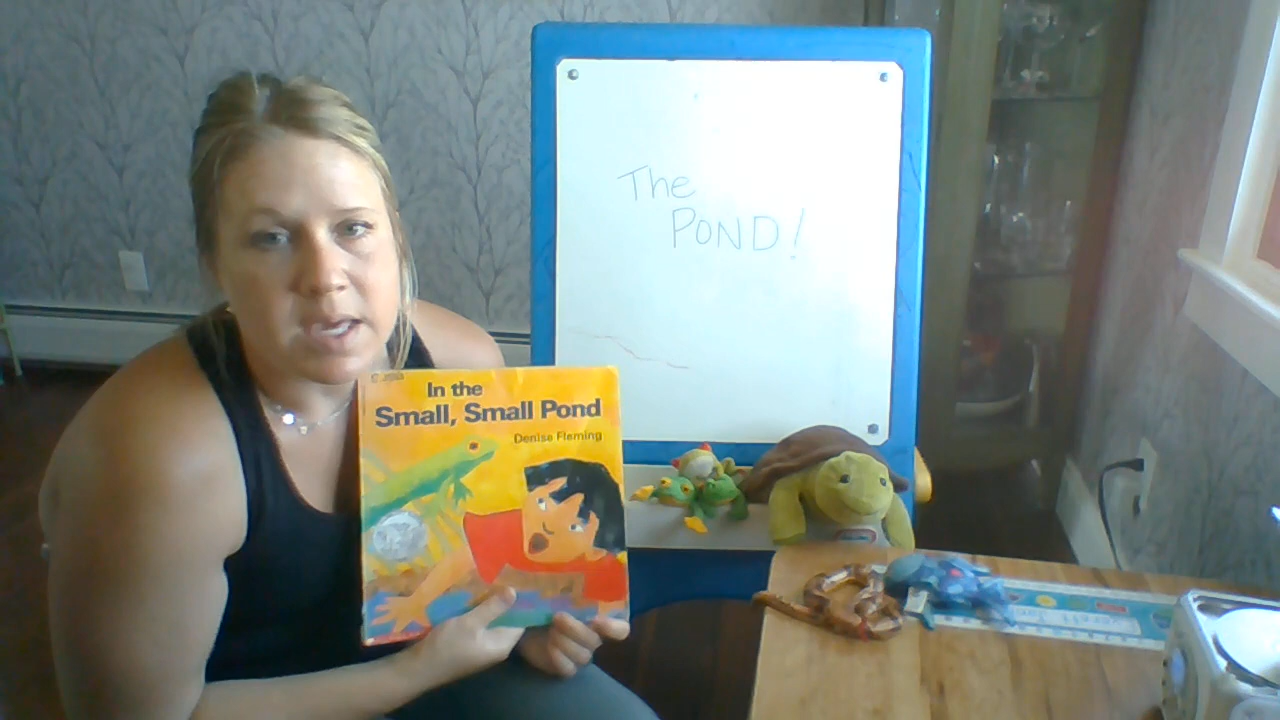 The
POND!
In the
Small, Small Pond
Denise Fleming